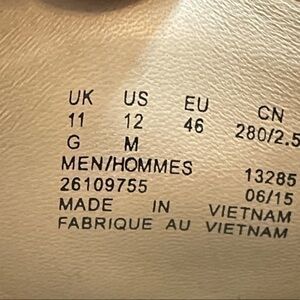 UK US EU CN
11 12 46 280/2.5
G M
MEN/HOMMES 13285
26109755 06/15
MADE IN VIETNAM
FABRIQUE AU VIETNAM